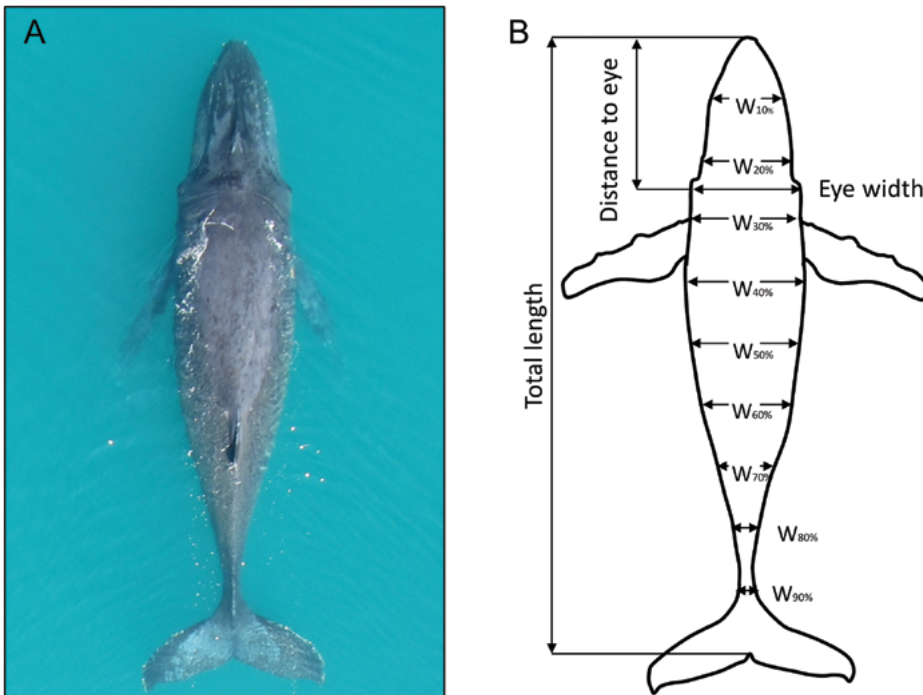 A
B
Total length
Distance to eye
W10%
W20%
Eye width
W30%
W40%
W50%
W60%
W70%
W80%
W90%